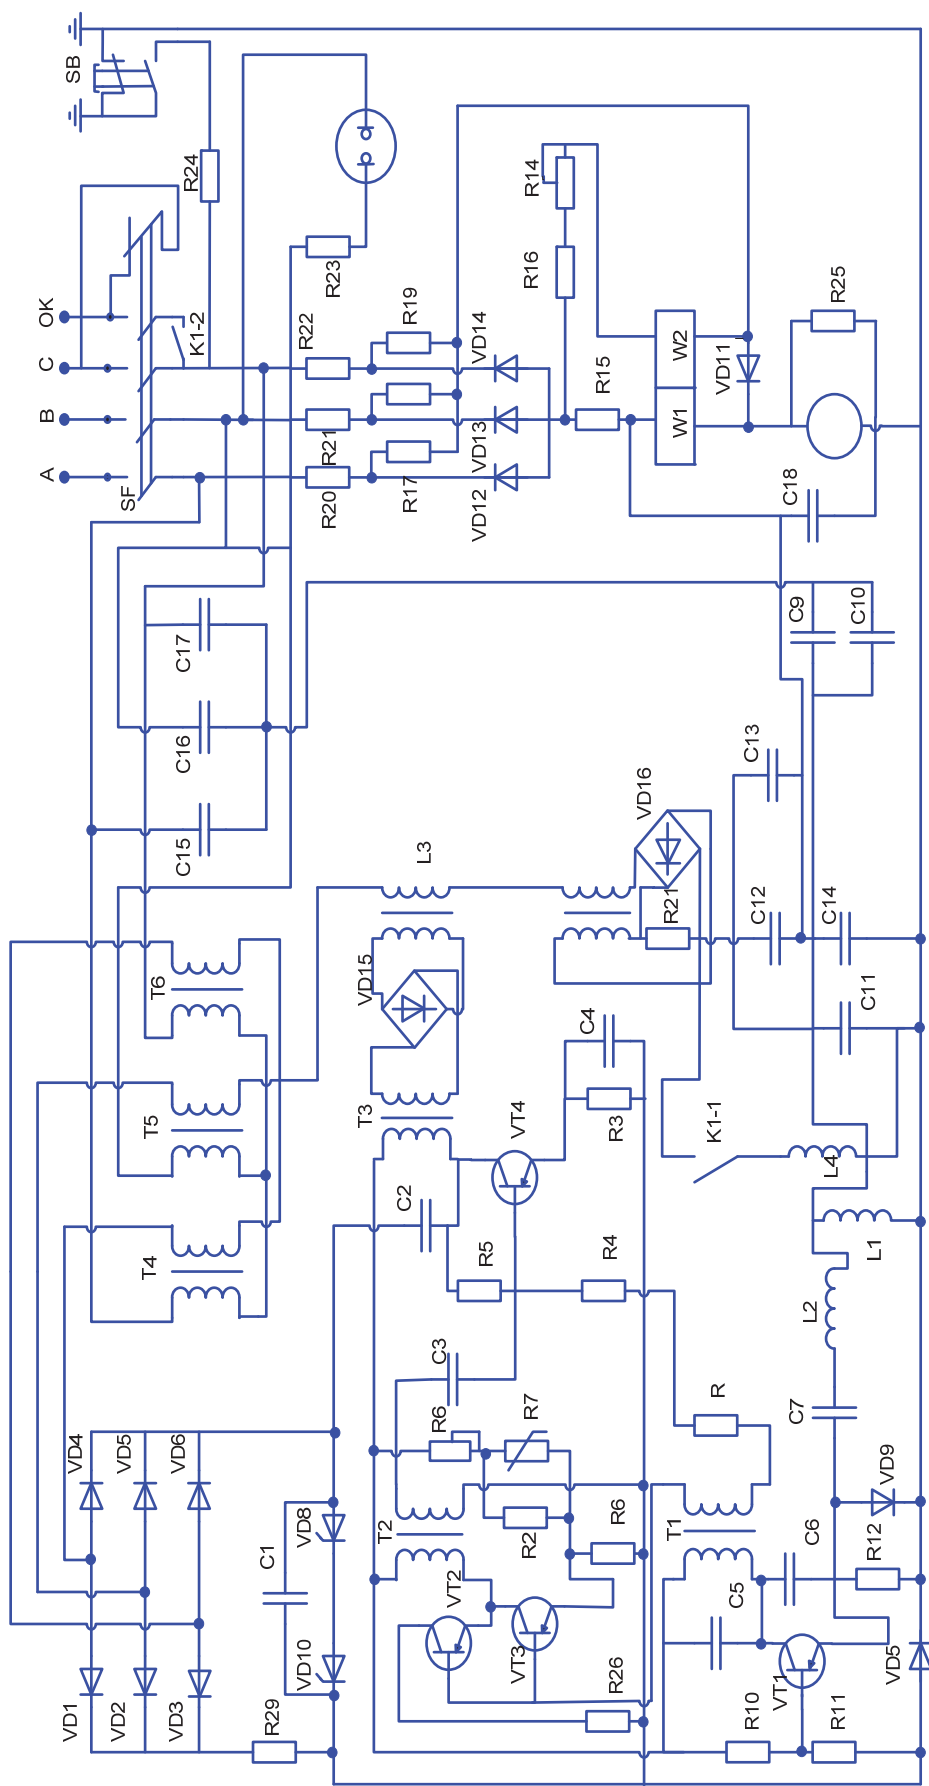 A
B
C
OK
VD1
VD4
SB
VD2
VD5
SF
T4
T5
T6
VD3
VD6
C15
C16
C17
R24
K1-2
R29
C1
VD10
VD8
R20
R21
R22
R23
T2
T3
VD15
C2
R17
R19
L3
R6
C3
VT2
VT3
R2
R7
R5
VT4
VD12
VD13
VD14
R26
R6
R4
R3
C4
R16
R14
T1
R21
VD16
R15
W1
W2
R
K1-1
R10
C5
VD11
VT1
C12
C13
C7
L2
C6
L4
C14
C18
C9
R11
R12
VD9
L1
C11
C10
R25
VD5